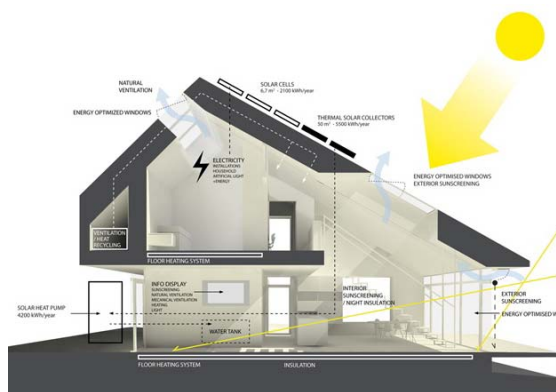 NATURAL
VENTILATION
ENERGY OPTIMIZED WINDOWS
SOLAR CELLS
6,7 m² - 2100 kWh/year
THERMAL SOLAR COLLECTORS
50 m² - 5500 kWh/year
ELECTRICITY
INSTALLATIONS
HOUSEHOLD
ARTIFICIAL LIGHT
+ENERGY
ENERGY OPTIMISED WINDOWS
EXTERIOR SUNSCREENING
VENTILATION
/ HEAT
RECYCLING
FLOOR HEATING SYSTEM
INFO DISPLAY
SUNSCREENING
NATURAL VENTILATION
MECANICAL VENTILATION
HEATING
LIGHT
INTERIOR
SUNSCREENING
/ NIGHT INSULATION
SOLAR HEAT PUMP
4200 kWh/year
EXTERIOR
SUNSCREENING
ENERGY OPTIMISED W
WATER TANK
FLOOR HEATING SYSTEM
INSULATION